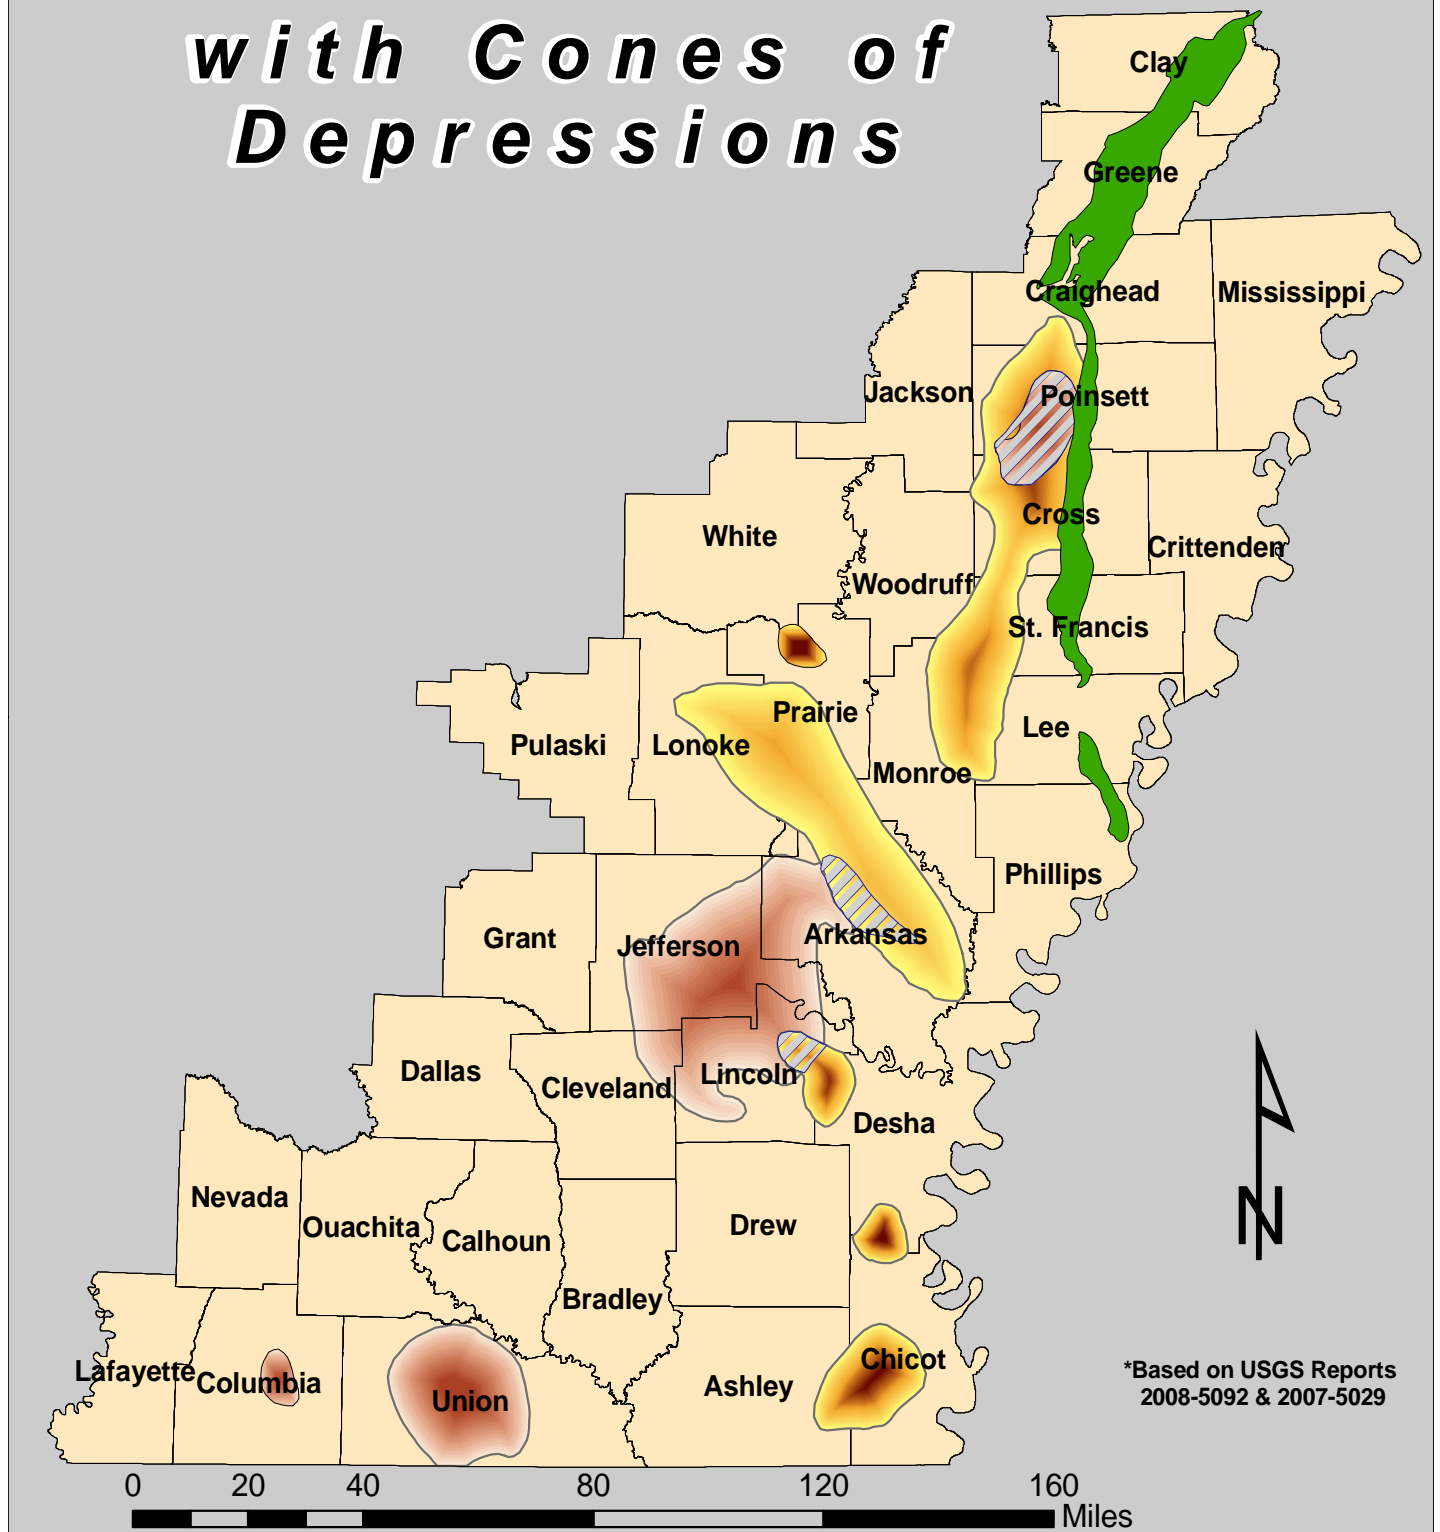 with Cones of
Depressions
Clay
Greene
Craighead
Mississippi
Jackson
Poinsett
Cross
White
Crittenden
Woodruff
St. Francis
Prairie
Lee
Pulaski
Lonoke
Monroe
Phillips
Grant
Jefferson
Arkansas
Dallas
Cleveland
Lincoln
Desha
Nevada
Ouachita
Calhoun
Drew
Bradley
Lafayette
Columbia
Union
Ashley
Chicot
N
*Based on USGS Reports
2008-5092 & 2007-5029
0 20 40 80 120 160
Miles